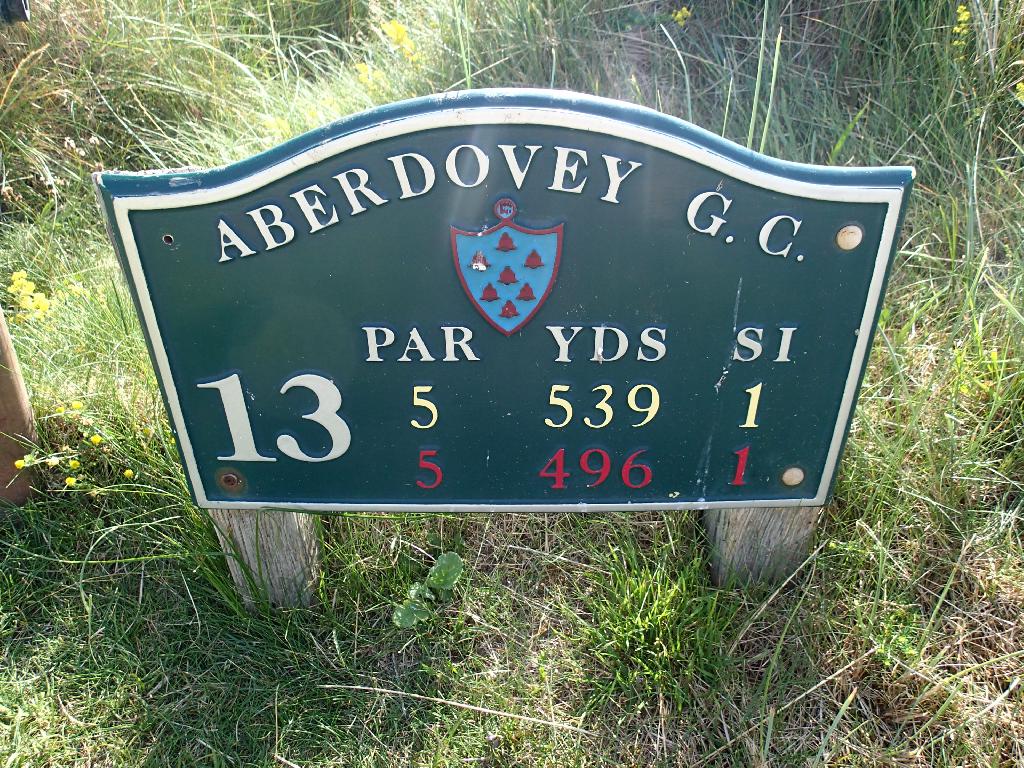 ABERDOVEY G.C.
PAR YDS SI
13 5 539 1
5 496 1